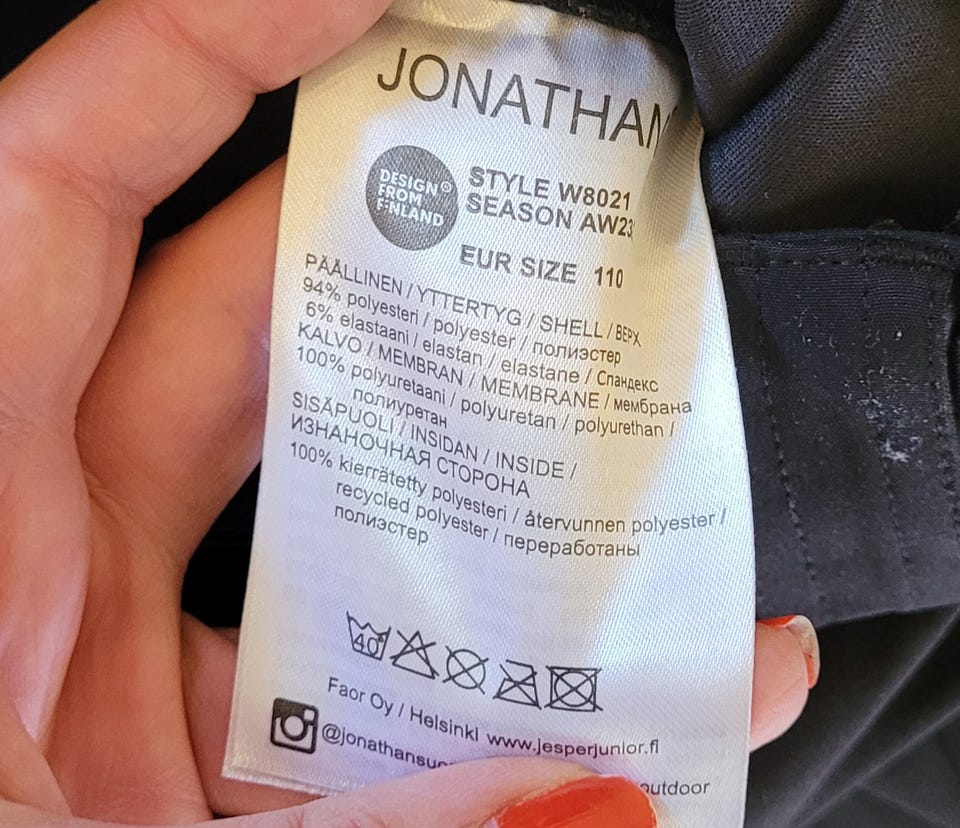 JONATHAN
DESIGN®
FROM
FINLAND
STYLE W8021
SEASON AW23
EUR SIZE 110
PÄÄLLINEN / YTTERTYG / SHELL / ВЕРХ
94% polyesteri / polyester / полиэстер
6% elastaani / elastan / elastane / Спандекс
KALVO / MEMBRAN / MEMBRANE / мембрана
100% polyuretaani / polyuretan / polyurethan /
полиуретан
SISÄPUOLI / INSIDAN / INSIDE /
ИЗНАНОЧНАЯ СТОРОНА
100% kierrätetty polyesteri / återvunnen polyester /
recycled polyester / переработаны
полиэстер
40
Faor Oy / Helsinki www.jesperjunior.fi
outdoor